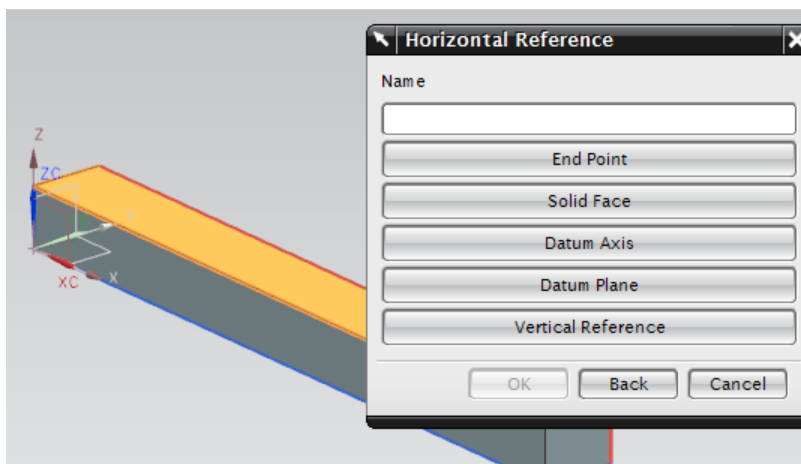 Horizontal Reference
Name
End Point
Solid Face
Datum Axis
Datum Plane
Vertical Reference
OK Back Cancel
Z
ZC
Y
XC X